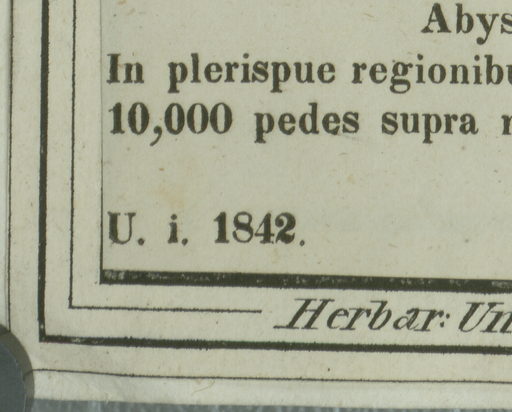 Abys
In plerispue regionibu
10,000 pedes supra
U. i. 1842.
Herbar: Un